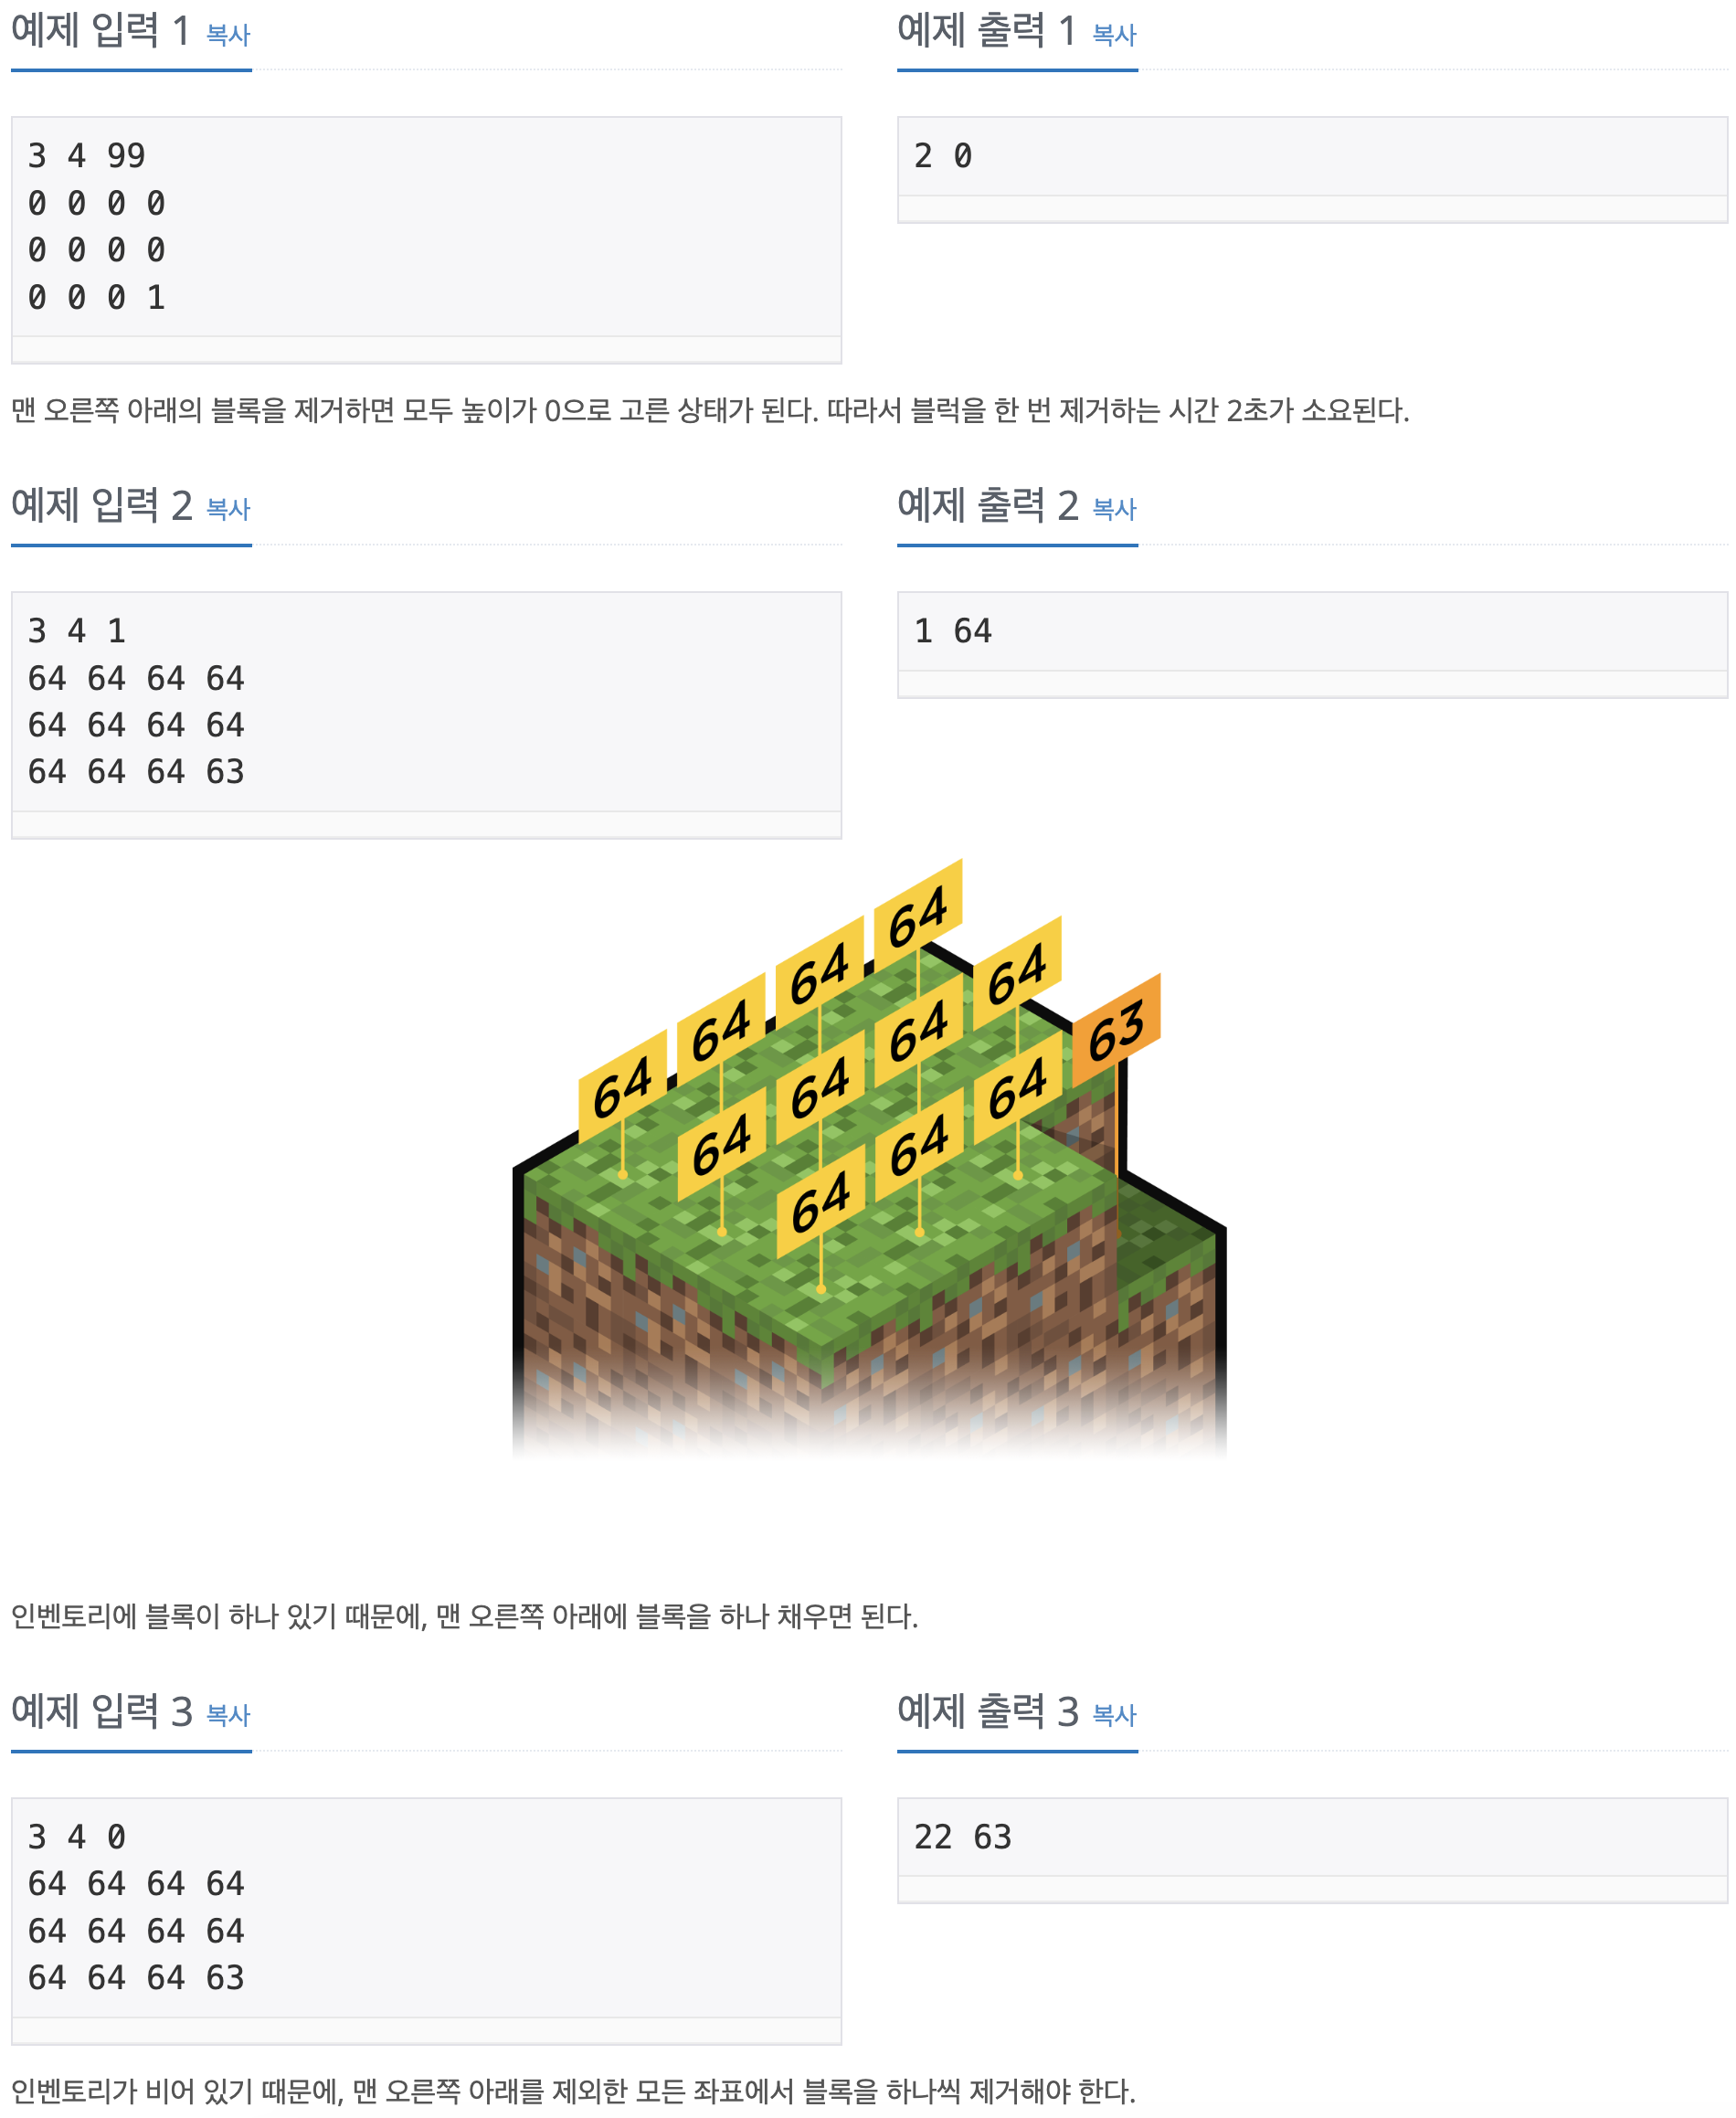 예제 입력 1 복사
예제 출력 1 복사
3 4 99
0 0 0 0
0 0 0 0
0 0 0 1
2 0
맨 오른쪽 아래의 블록을 제거하면 모두 높이가 0으로 고른 상태가 된다. 따라서 블럭을 한 번 제거하는 시간 2초가 소요된다.
예제 입력 2 복사
예제 출력 2 복사
3 4 1
64 64 64 64
64 64 64 64
64 64 64 63
1 64
64
64
64
64
64
63
64
64
64
64
64
64
인벤토리에 블록이 하나 있기 때문에, 맨 오른쪽 아래에 블록을 하나 채우면 된다.
예제 입력 3 복사
예제 출력 3 복사
3 4 0
64 64 64 64
64 64 64 64
64 64 64 63
22 63
인벤토리가 비어 있기 때문에, 맨 오른쪽 아래를 제외한 모든 좌표에서 블록을 하나씩 제거해야 한다.